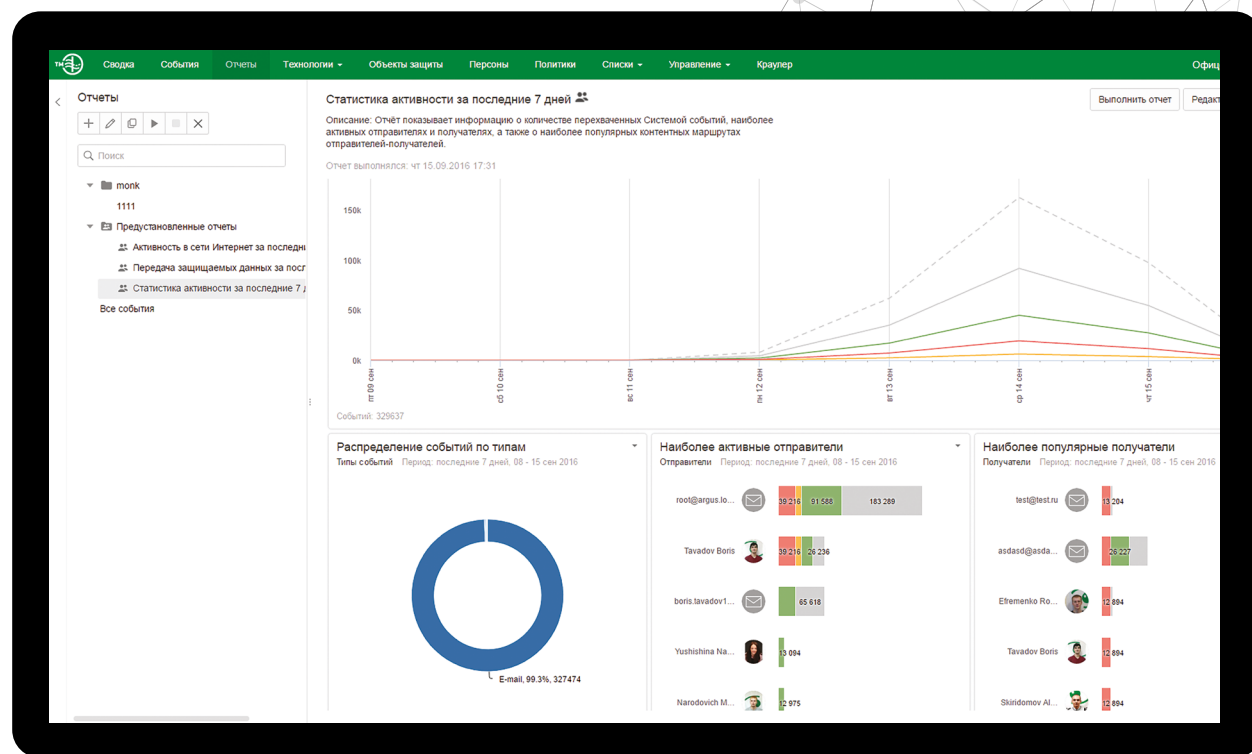 TM
Сводка События Отчеты Технологии Объекты защиты Персоны Политики Списки Управление Краулер Офиц
Отчеты
Поиск
monk
1111
Предустановленные отчеты
Активность в сети Интернет за последн
Передача защищаемых данных за посл
Статистика активности за последние 7 д
Все события
Статистика активности за последние 7 дней
Выполнить отчет Редакт
Описание: Отчёт показывает информацию о количестве перехваченных Системой событий, наиболее
активных отправителях и получателях, а также о наиболее популярных контентных маршрутах
отправителей-получателей.
Отчет выполнялся: чт 15.09.2016 17:31
150k
100k
50k
0k
пт 09 сен
сб 10 сен
вс 11 сен
пн 12 сен
вт 13 сен
ср 14 сен
чт 15 сен
Событий: 329637
Распределение событий по типам
Типы событий Период: последние 7 дней, 08 - 15 сен 2016
E-mail, 99.3%, 327474
Наиболее активные отправители
Отправители Период: последние 7 дней, 08 - 15 сен 2016
root@argus.lo... 39 216 91 588 183 289
Tavadov Boris 39 216 26 236
boris.tavadov1... 65 618
Yushishina Na... 13 094
Narodovich M... 12 975
Наиболее популярные получатели
Получатели Период: последние 7 дней, 08 - 15 сен 2016
test@test.ru 13 204
asdasd@asda... 26 227
Efremenko Ro... 12 894
Tavadov Boris 12 894
Skiridomov Al... 12 894